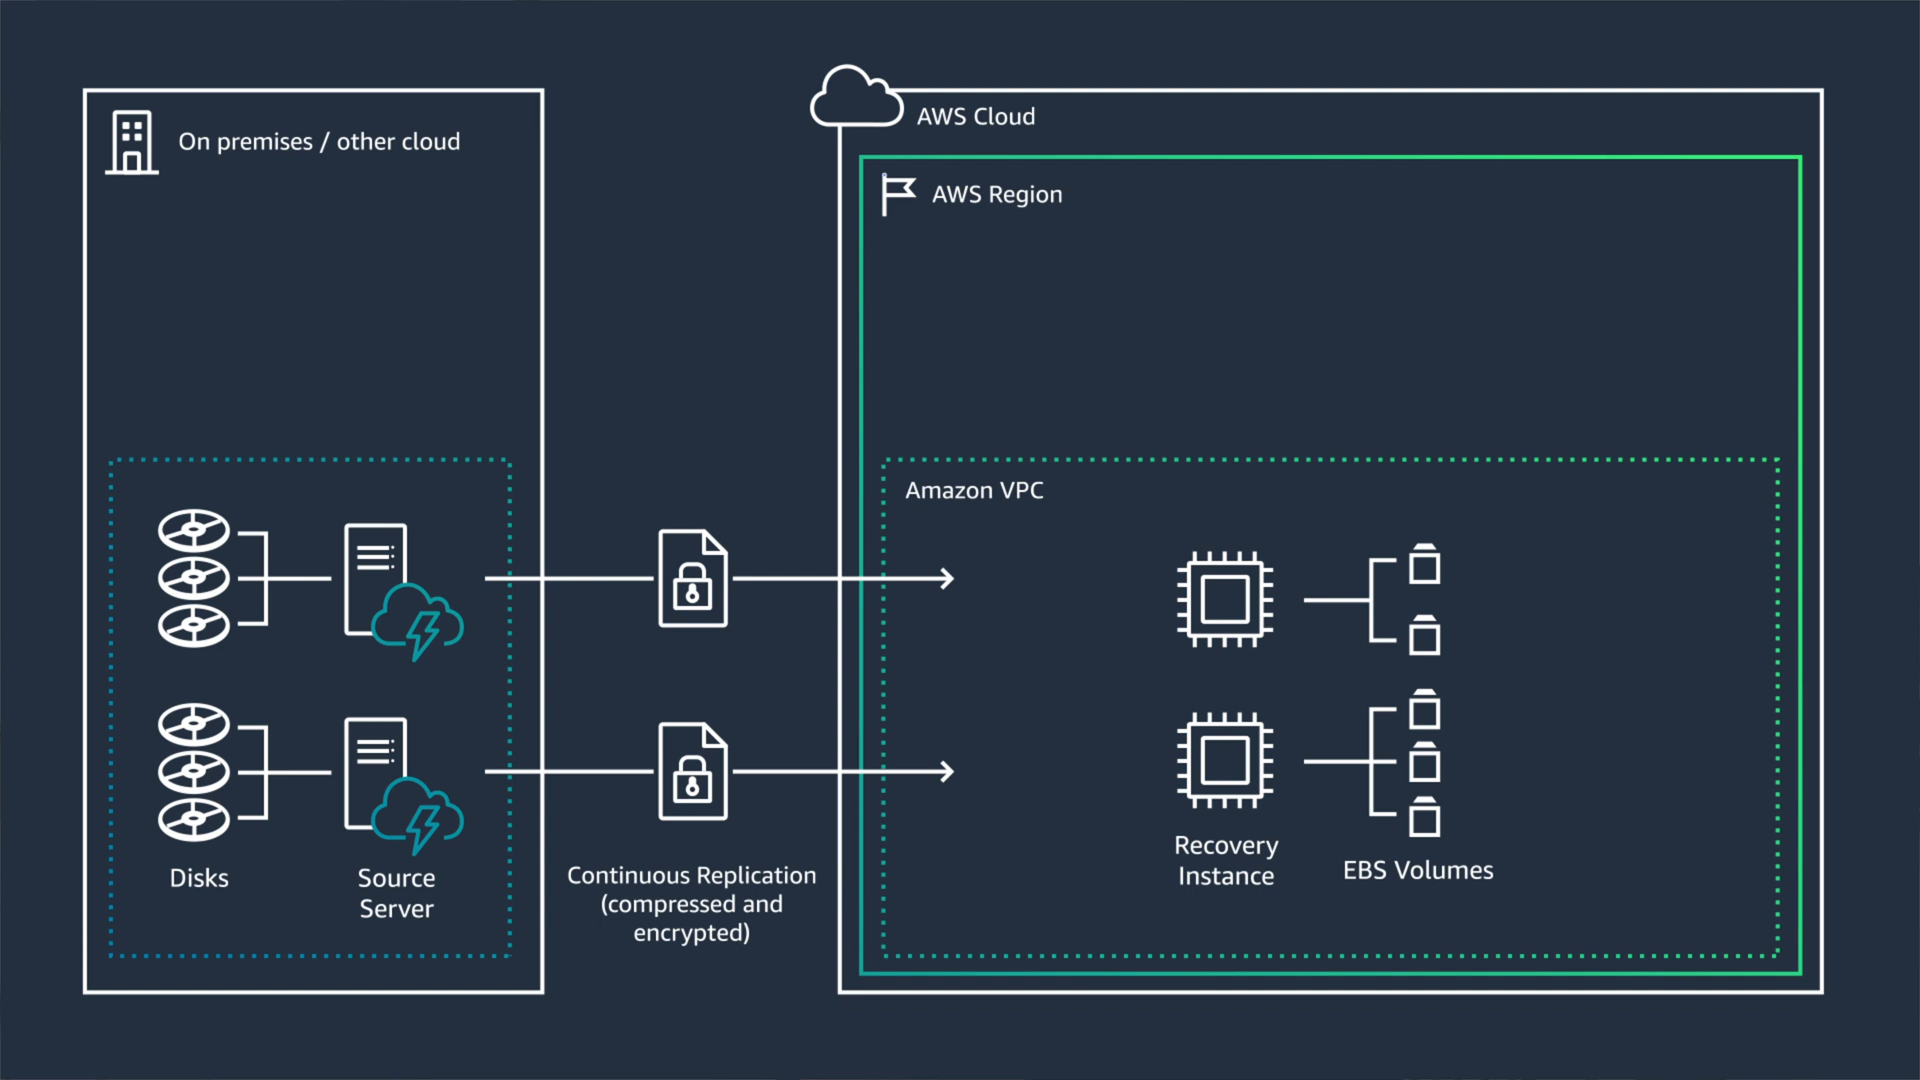 On premises / other cloud
AWS Cloud
AWS Region
Amazon VPC
Disks
Source
Server
Continuous Replication
(compressed and
encrypted)
Recovery
Instance
EBS Volumes